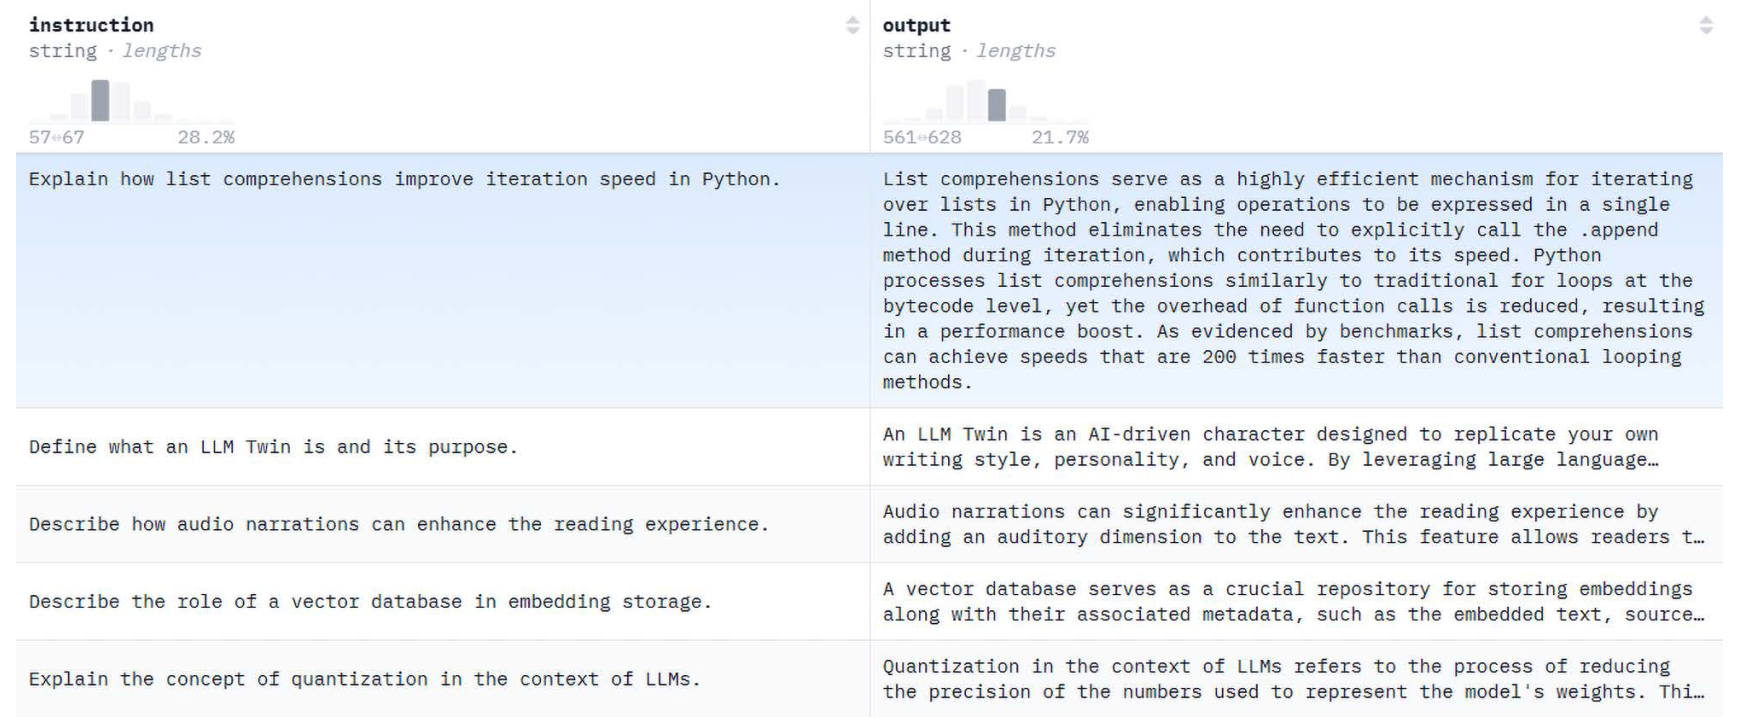 instruction
string · lengths
57↔67 28.2%
output
string · lengths
561↔628 21.7%
Explain how list comprehensions improve iteration speed in Python.
List comprehensions serve as a highly efficient mechanism for iterating
over lists in Python, enabling operations to be expressed in a single
line. This method eliminates the need to explicitly call the .append
method during iteration, which contributes to its speed. Python
processes list comprehensions similarly to traditional for loops at the
bytecode level, yet the overhead of function calls is reduced, resulting
in a performance boost. As evidenced by benchmarks, list comprehensions
can achieve speeds that are 200 times faster than conventional looping
methods.
Define what an LLM Twin is and its purpose.
An LLM Twin is an AI-driven character designed to replicate your own
writing style, personality, and voice. By leveraging large language…
Describe how audio narrations can enhance the reading experience.
Audio narrations can significantly enhance the reading experience by
adding an auditory dimension to the text. This feature allows readers t…
Describe the role of a vector database in embedding storage.
A vector database serves as a crucial repository for storing embeddings
along with their associated metadata, such as the embedded text, source…
Explain the concept of quantization in the context of LLMs.
Quantization in the context of LLMs refers to the process of reducing
the precision of the numbers used to represent the model's weights. Thi…